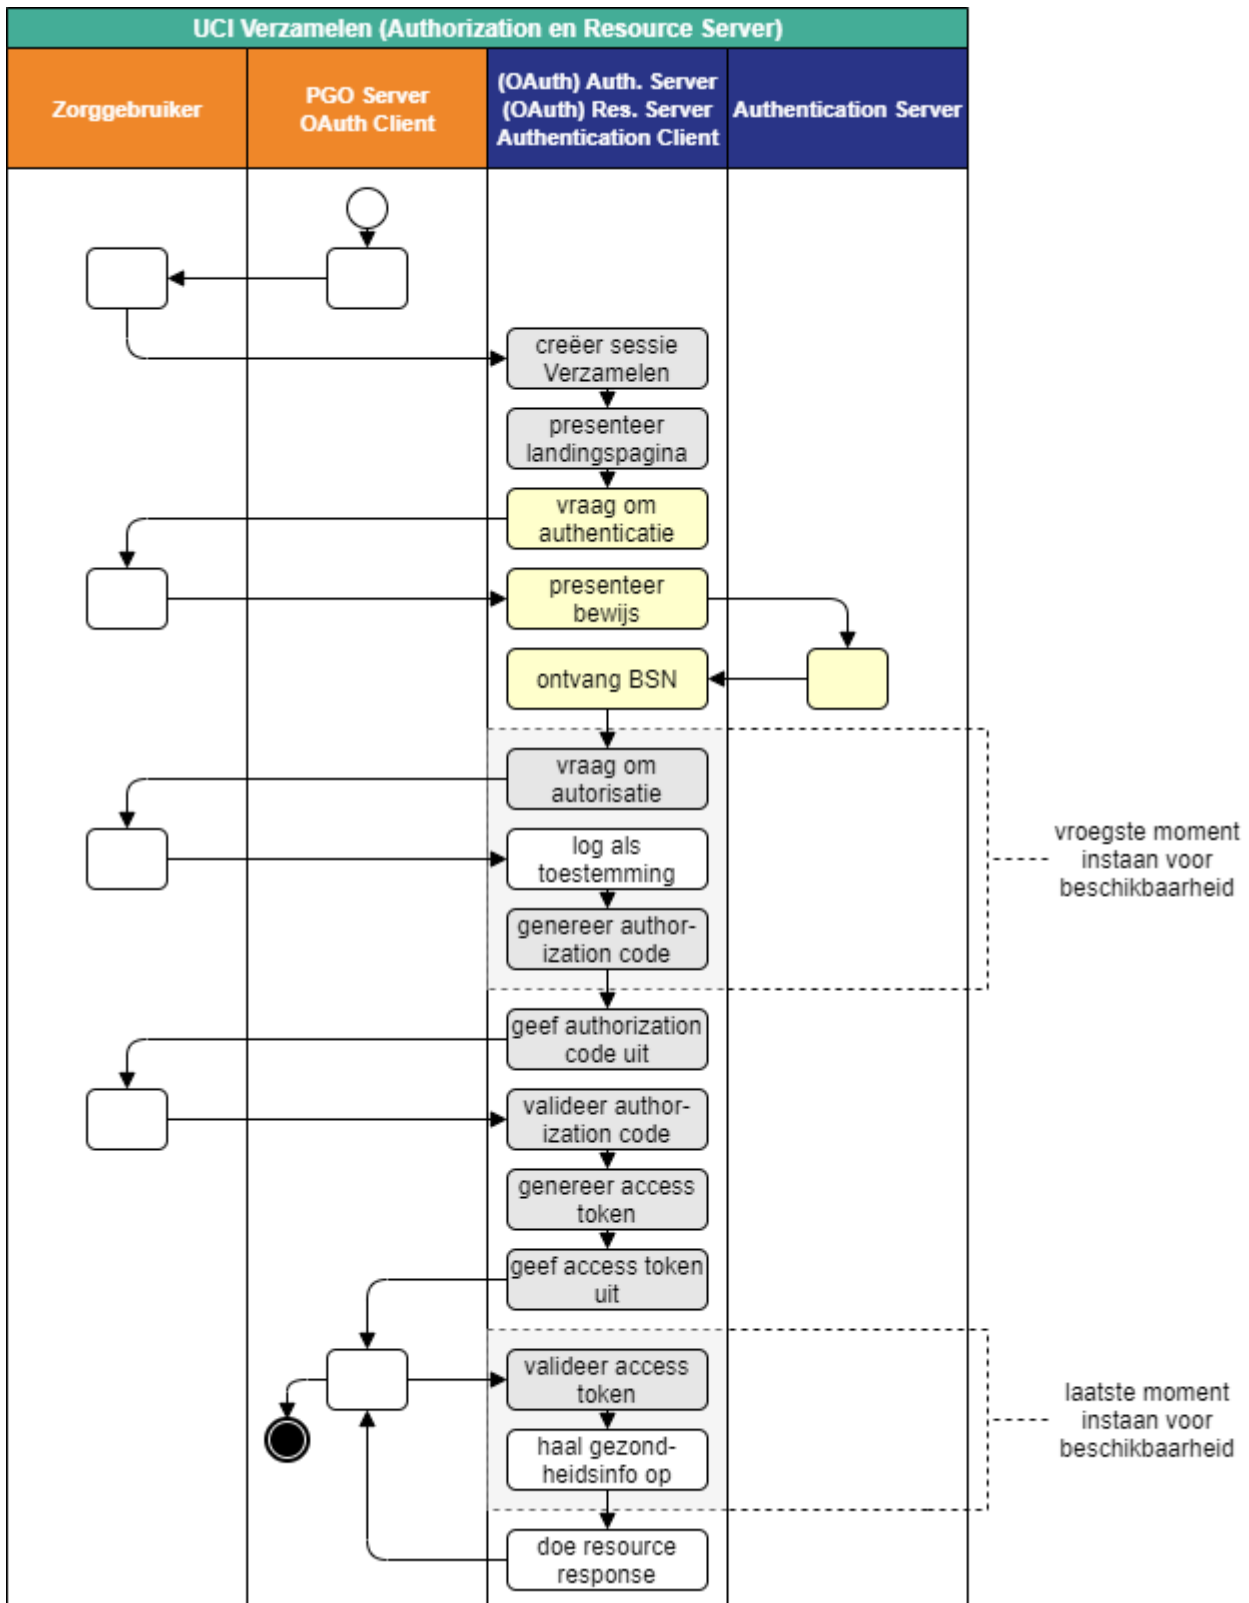 UCI Verzamelen (Authorization en Resource Server)
Zorggebruiker
PGO Server
OAuth Client
(OAuth) Auth. Server
(OAuth) Res. Server
Authentication Client
Authentication Server
creëer sessie
Verzamelen
presenteer
landingspagina
vraag om
authenticatie
presenteer
bewijs
ontvang BSN
vraag om
autorisatie
log als
toestemming
genereer author-
ization code
vroegste moment
instaan voor
beschikbaarheid
geef authorization
code uit
valideer author-
ization code
genereer access
token
geef access token
uit
valideer access
token
haal gezond-
heidsinfo op
laatste moment
instaan voor
beschikbaarheid
doe resource
response